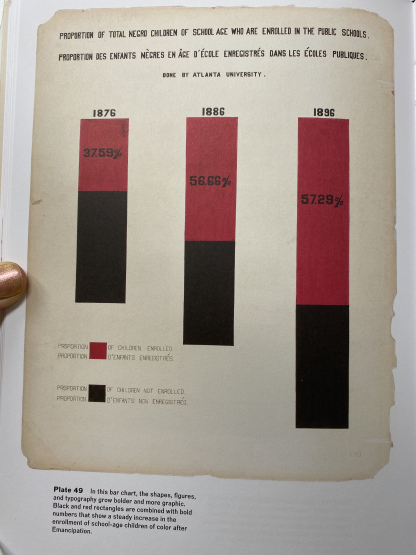 PROPORTION OF TOTAL NEGRO CHILDREN OF SCHOOL AGE WHO ARE ENROLLED IN THE PUBLIC SCHOOLS.
PROPORTION DES ENFANTS NÈGRES EN ÂGE D'ÉCOLE ENREGISTRÉS DANS LES ÉCOLES PUBLIQUES.
DONE BY ATLANTA UNIVERSITY.
1876
1886
1896
37.59%
56.66%
57.29%
PROPORTION OF CHILDREN ENROLLED.
PROPORTION D'ENFANTS ENREGISTRÉS.
PROPORTION OF CHILDREN NOT ENROLLED.
PROPORTION D'ENFANTS NON ENREGISTRÉS.
Plate 49 In this bar chart, the shapes, figures,
and typography grow bolder and more graphic.
Black and red rectangles are combined with bold
numbers that show a steady increase in the
enrollment of school-age children of color after
Emancipation.